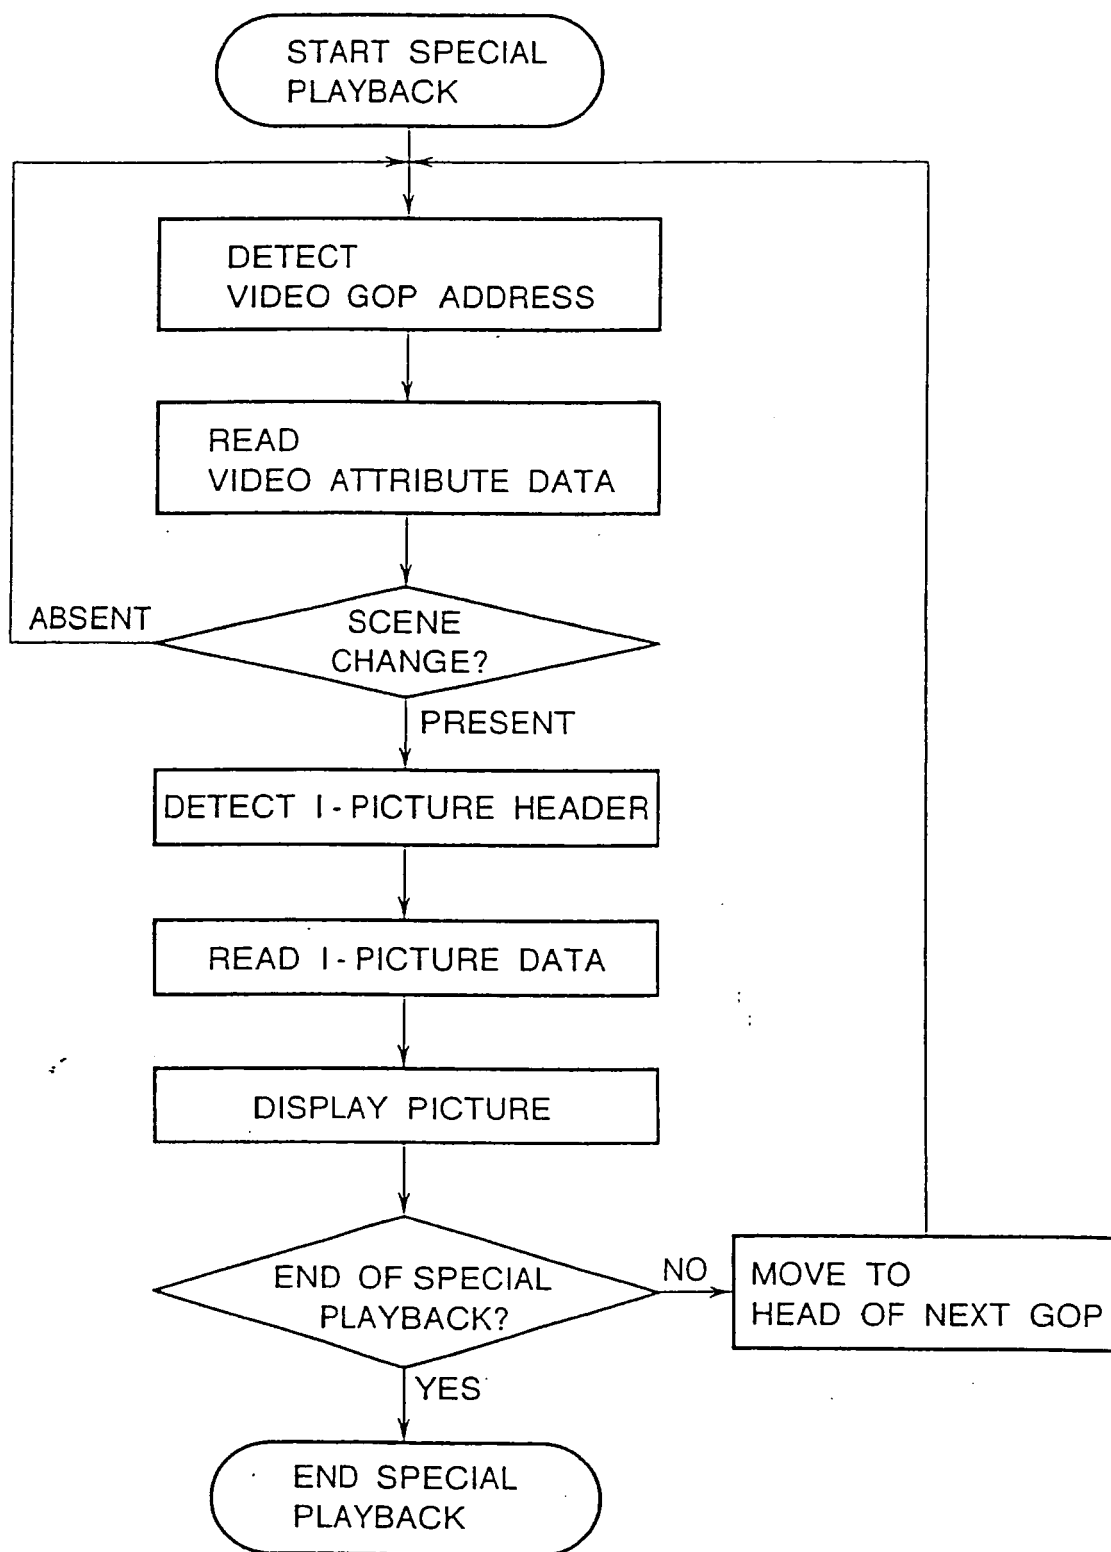 START SPECIAL
PLAYBACK
DETECT
VIDEO GOP ADDRESS
READ
VIDEO ATTRIBUTE DATA
ABSENT
SCENE
CHANGE?
PRESENT
DETECT I-PICTURE HEADER
READ I-PICTURE DATA
DISPLAY PICTURE
END OF SPECIAL
PLAYBACK?
NO
MOVE TO
HEAD OF NEXT GOP
YES
END SPECIAL
PLAYBACK